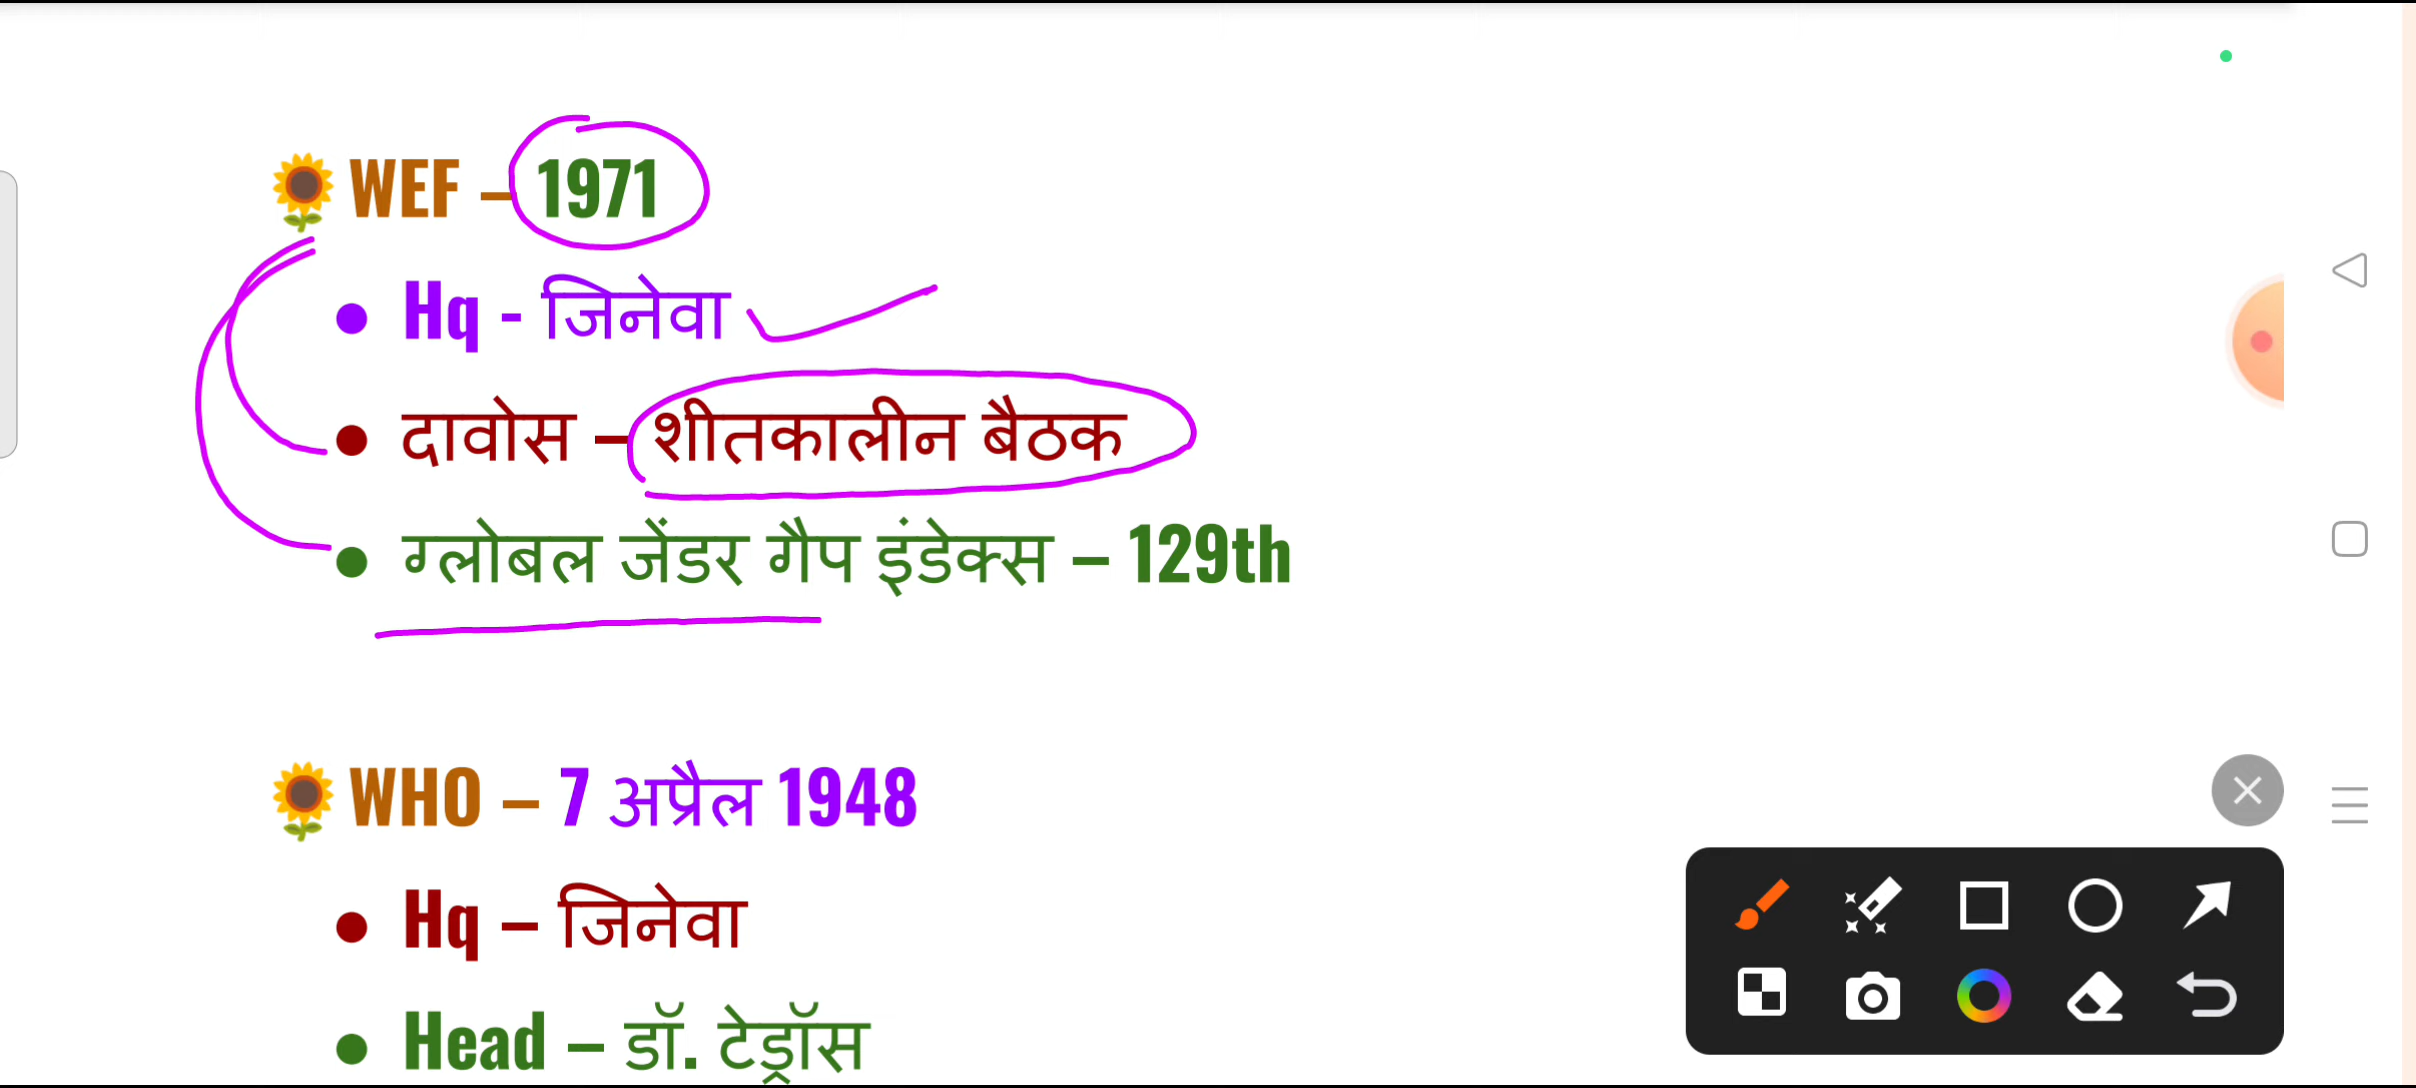 🌻 WEF – 1971
● Hq - जिनेवा
● दावोस – शीतकालीन बैठक
● ग्लोबल जेंडर गैप इंडेक्स – 129th
🌻 WHO – 7 अप्रैल 1948
● Hq – जिनेवा
● Head – डॉ. टेड्रॉस